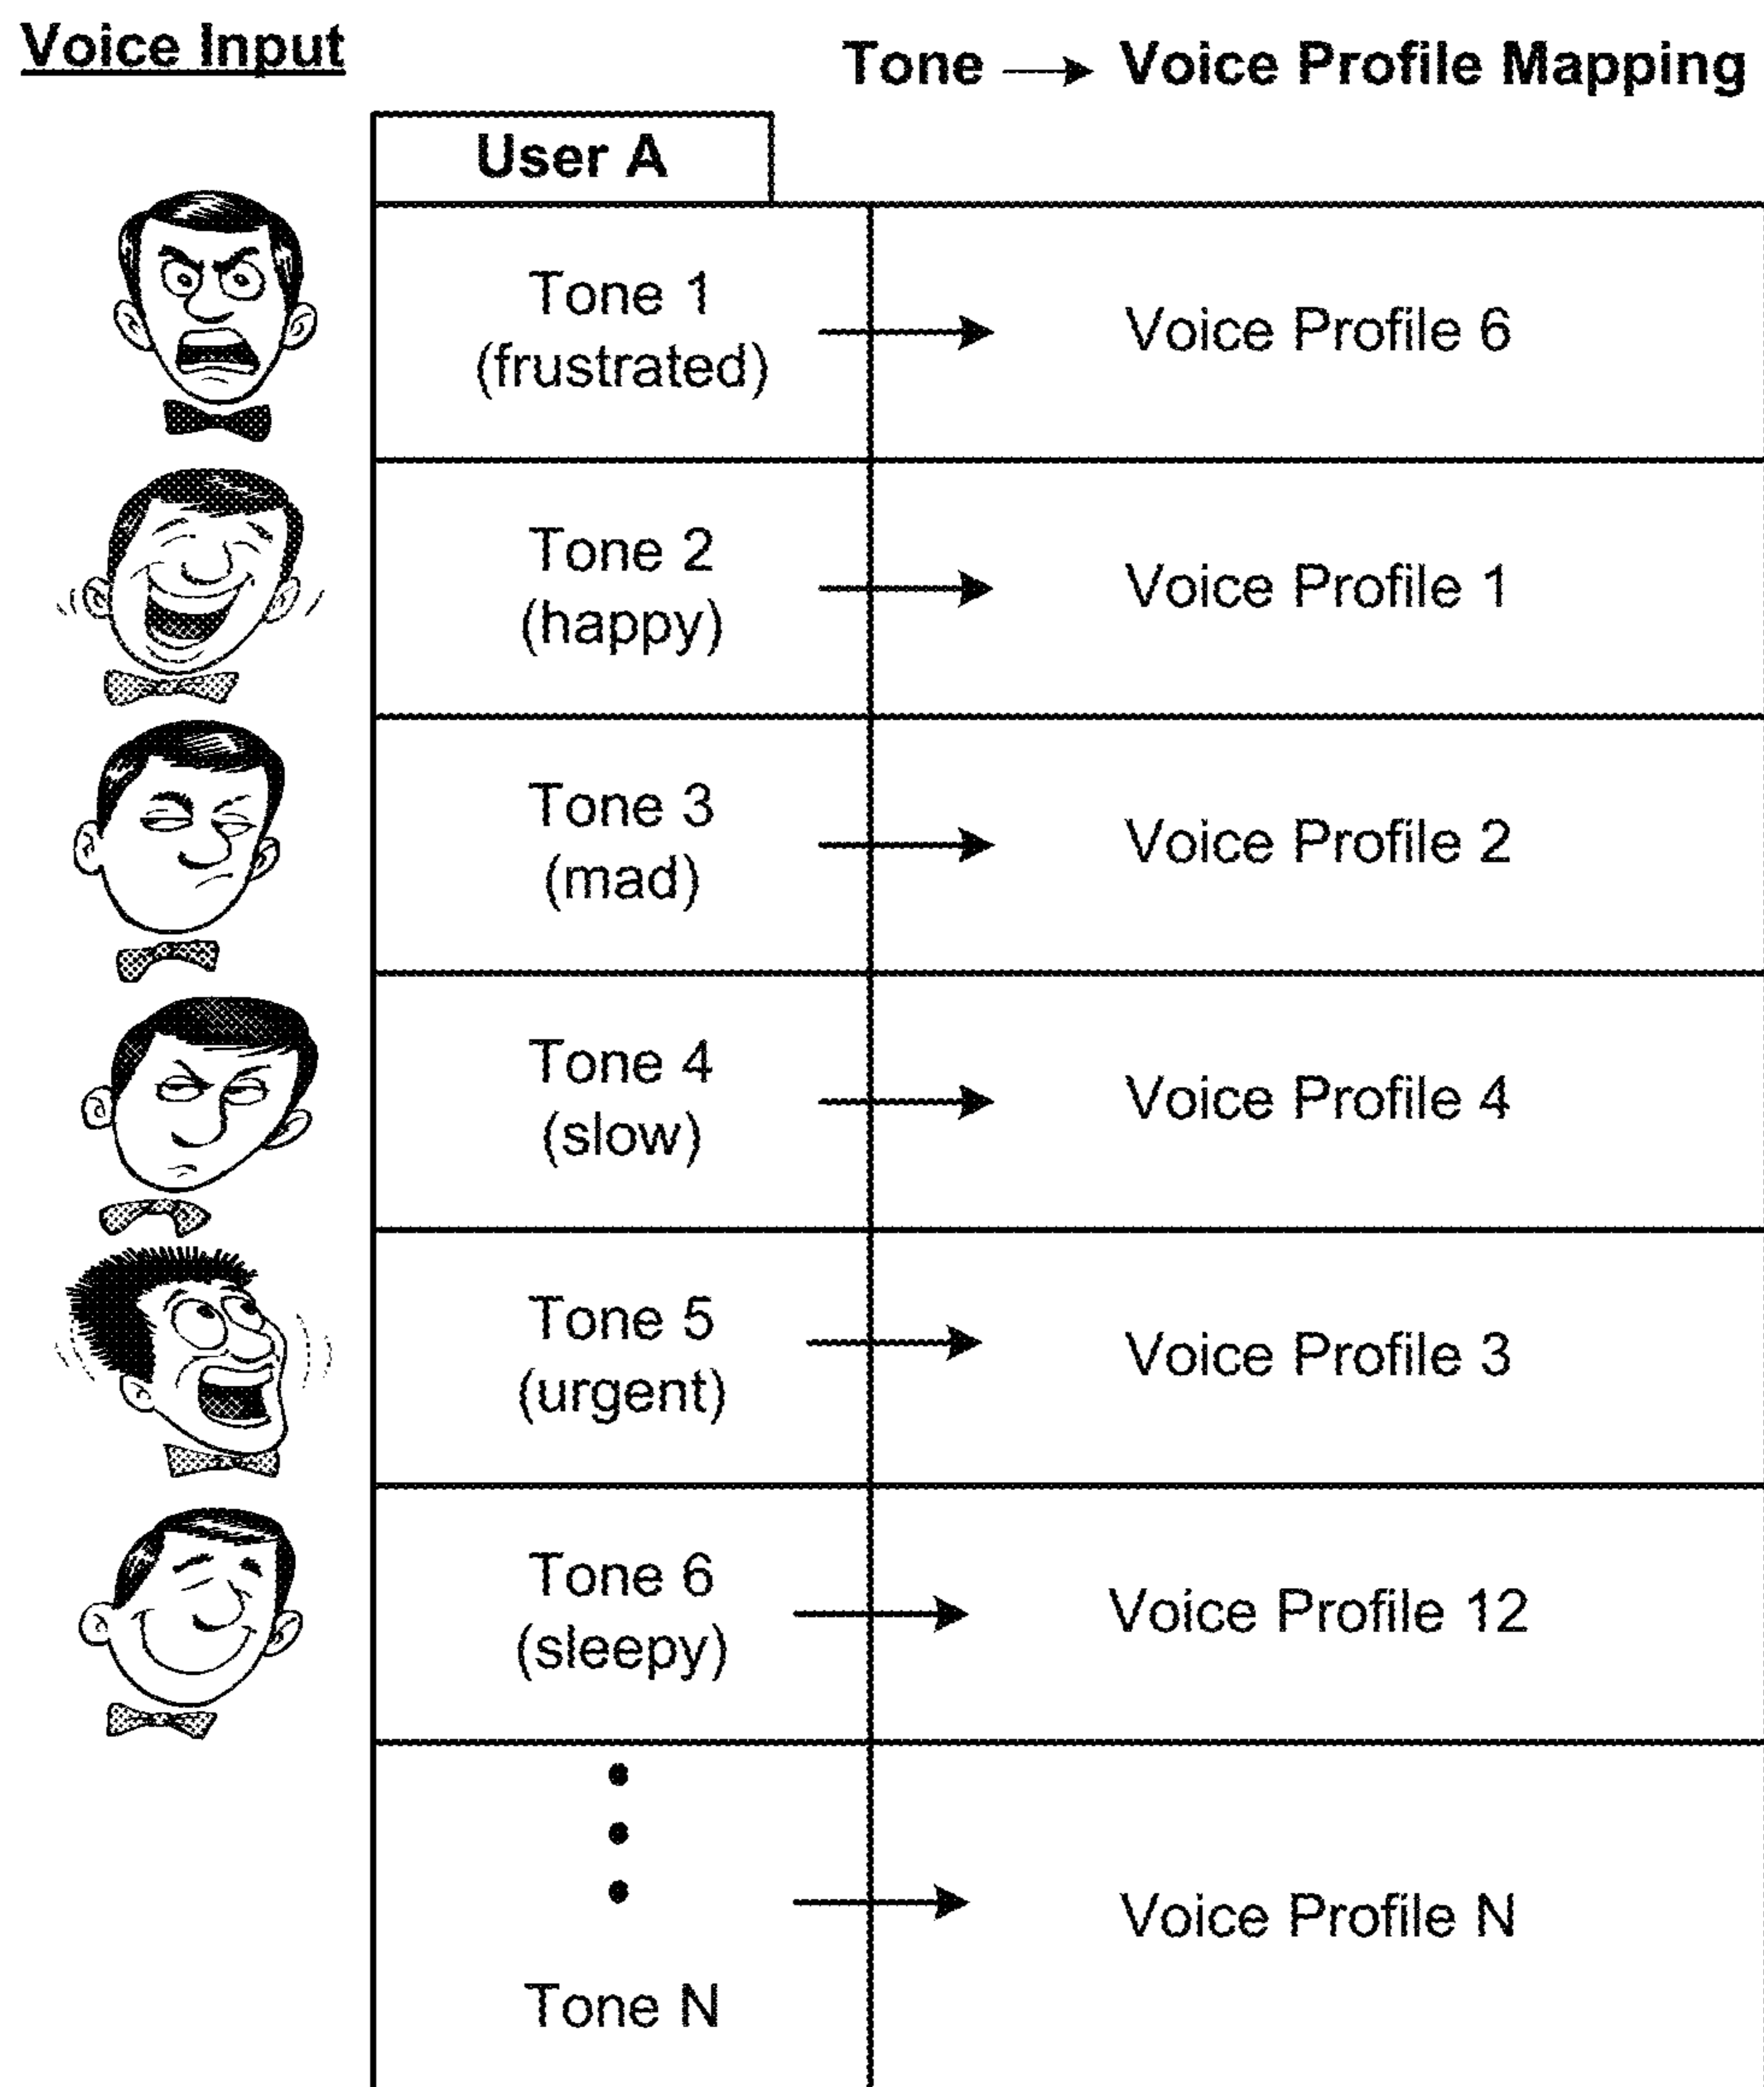 Voice Input
Tone → Voice Profile Mapping
User A
Tone 1
(frustrated)
Voice Profile 6
Tone 2
(happy)
Voice Profile 1
Tone 3
(mad)
Voice Profile 2
Tone 4
(slow)
Voice Profile 4
Tone 5
(urgent)
Voice Profile 3
Tone 6
(sleepy)
Voice Profile 12
Tone N
Voice Profile N